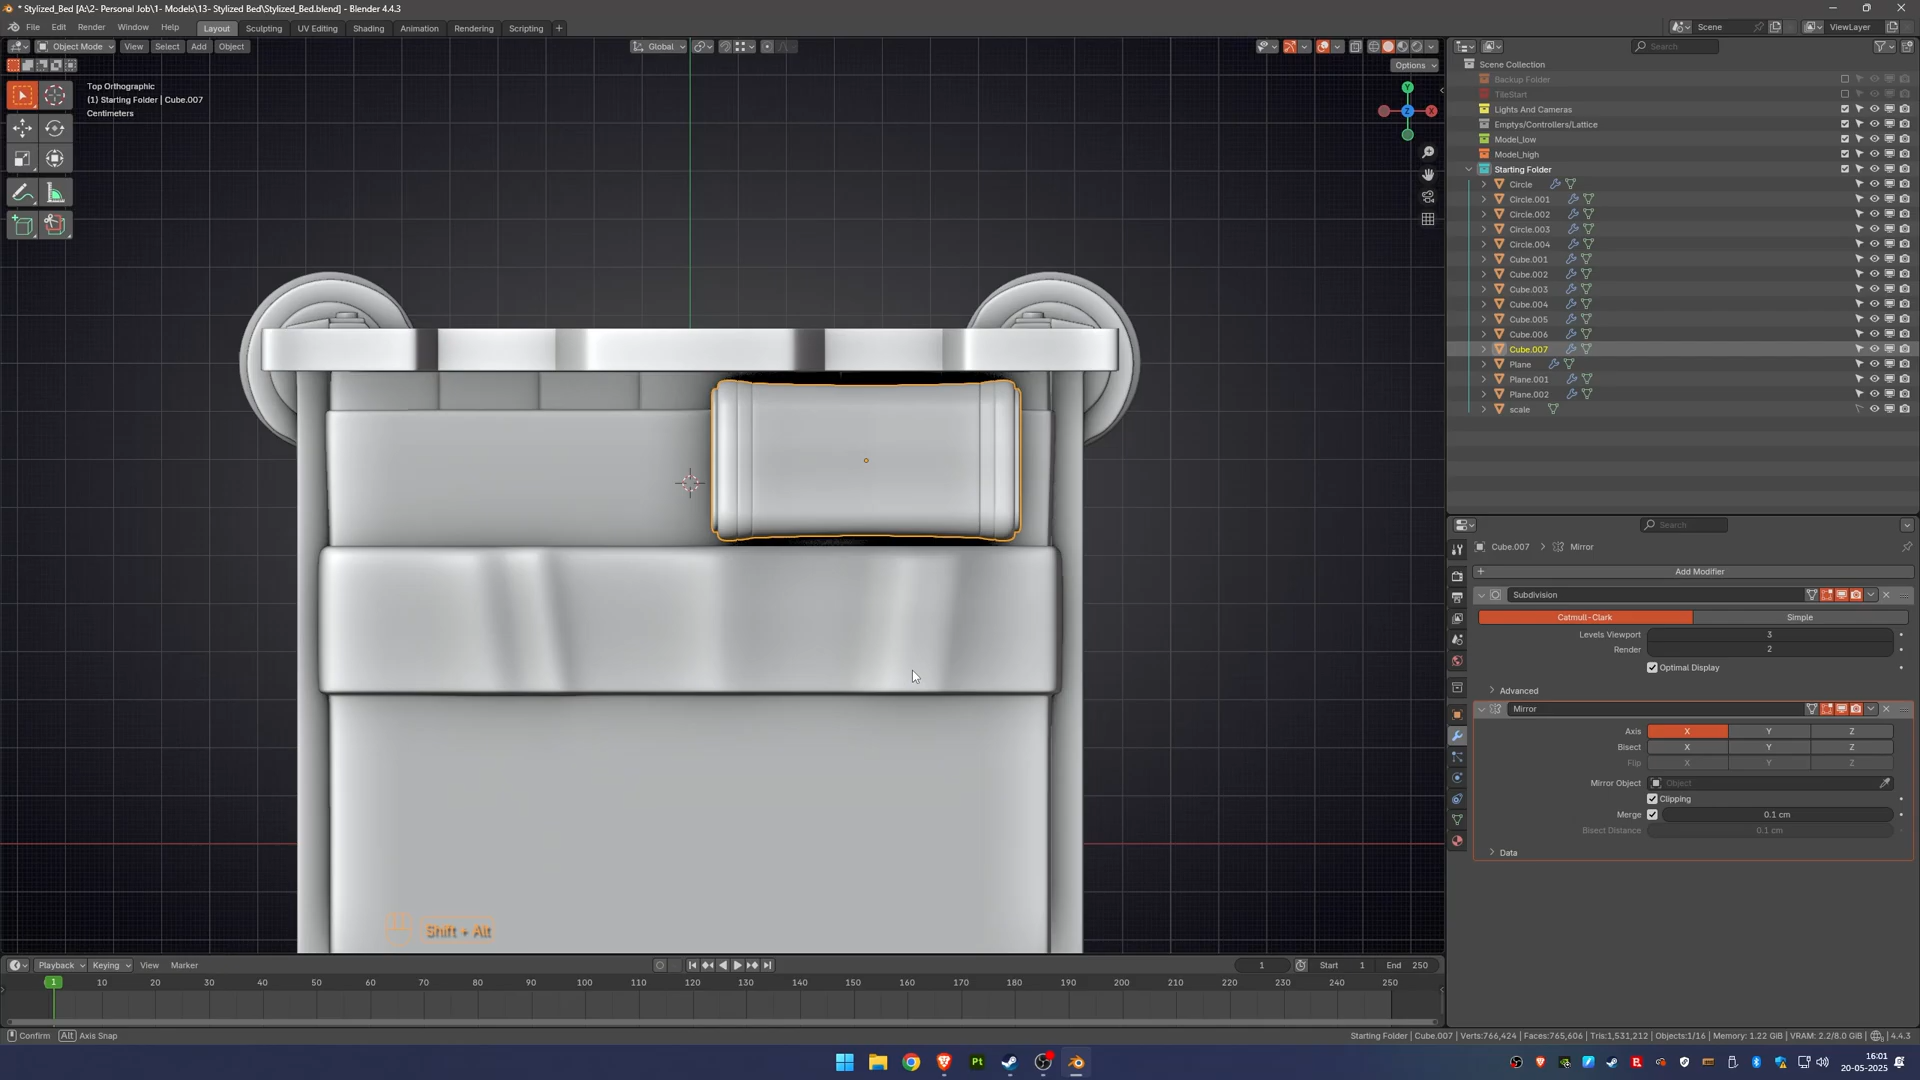 * Stylized_Bed [A:\2- Personal Job\1- Models\13- Stylized Bed\Stylized_Bed.blend] - Blender 4.4.3
File Edit Render Window Help Layout Sculpting UV Editing Shading Animation Rendering Scripting + Scene ViewLayer
Object Mode View Select Add Object Global Search
Options
Top Orthographic
(1) Starting Folder | Cube.007
Centimeters
Y
X
Z
Scene Collection
Backup Folder
TileStart
Lights And Cameras
Emptys/Controllers/Lattice
Model_low
Model_high
Starting Folder
Circle
Circle.001
Circle.002
Circle.003
Circle.004
Cube.001
Cube.002
Cube.003
Cube.004
Cube.005
Cube.006
Cube.007
Plane
Plane.001
Plane.002
scale
Search
Cube.007 > Mirror
+ Add Modifier
Subdivision
Catmull-Clark Simple
Levels Viewport 3
Render 2
Optimal Display
Advanced
Mirror
Axis X Y Z
Bisect X Y Z
Flip X Y Z
Mirror Object Object
Clipping
Merge 0.1 cm
Bisect Distance 0.1 cm
Data
Shift + Alt
Playback Keying View Marker 1 Start 1 End 250
1 10 20 30 40 50 60 70 80 90 100 110 120 130 140 150 160 170 180 190 200 210 220 230 240 250
Confirm Alt Axis Snap Starting Folder | Cube.007 | Verts:766,424 | Faces:765,606 | Tris:1,531,212 | Objects:1/16 | Memory: 1.22 GiB | VRAM: 2.2/8.0 GiB | 4.4.3
Pt
16:01
20-05-2025